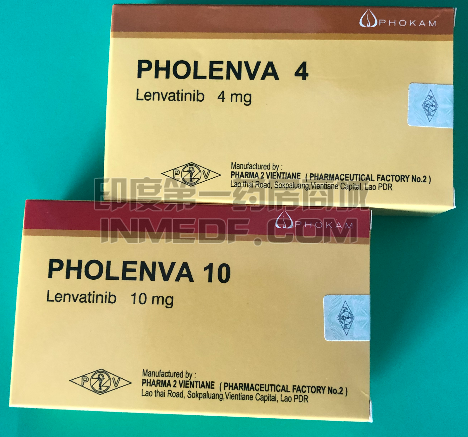 PHOKAM
PHOLENVA 4
Lenvatinib 4 mg
P V
Manufactured by :
PHARMA 2 VIENTIANE ( PHARMACEUTICAL FACTORY No.2 )
Lao thai Road, Sokpaluang,Vientiane Capital, Lao PDR
印度第一药房商城
INMEDF.COM
PHOKAM
PHOLENVA 10
Lenvatinib 10 mg
P V
Manufactured by :
PHARMA 2 VIENTIANE ( PHARMACEUTICAL FACTORY No.2 )
Lao thai Road, Sokpaluang,Vientiane Capital, Lao PDR